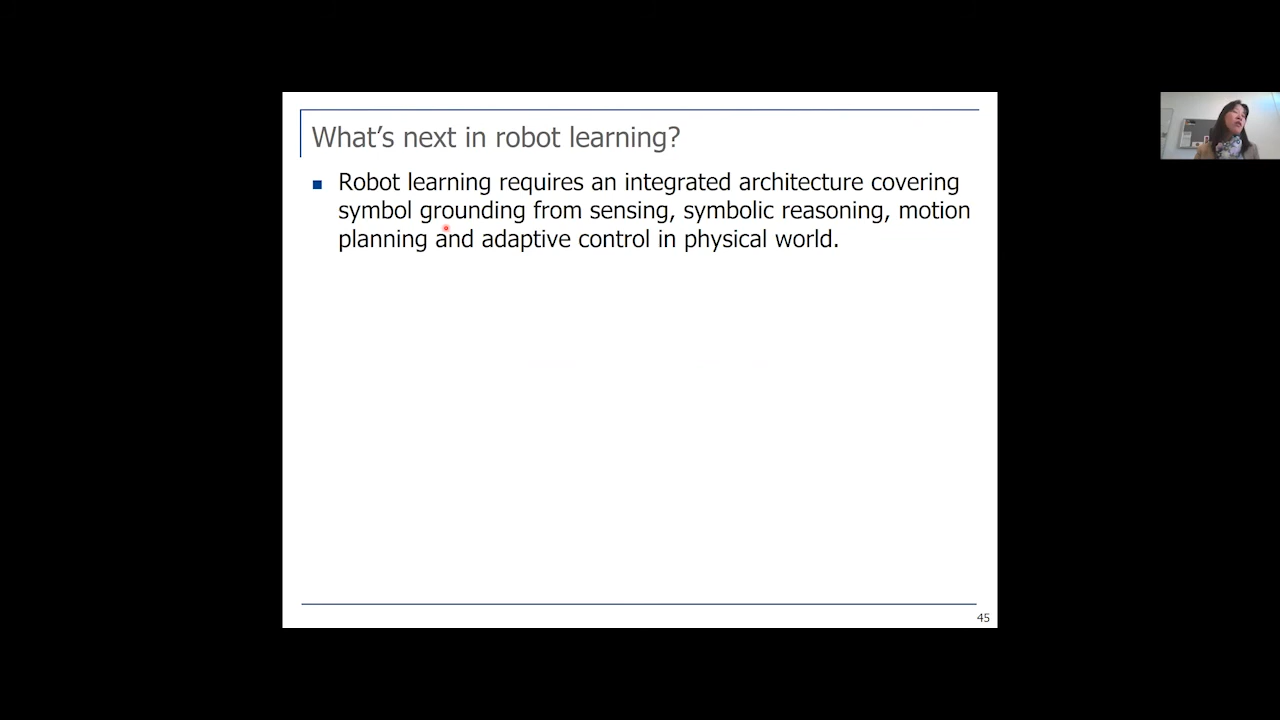 What's next in robot learning?
Robot learning requires an integrated architecture covering
symbol grounding from sensing, symbolic reasoning, motion
planning and adaptive control in physical world.
45